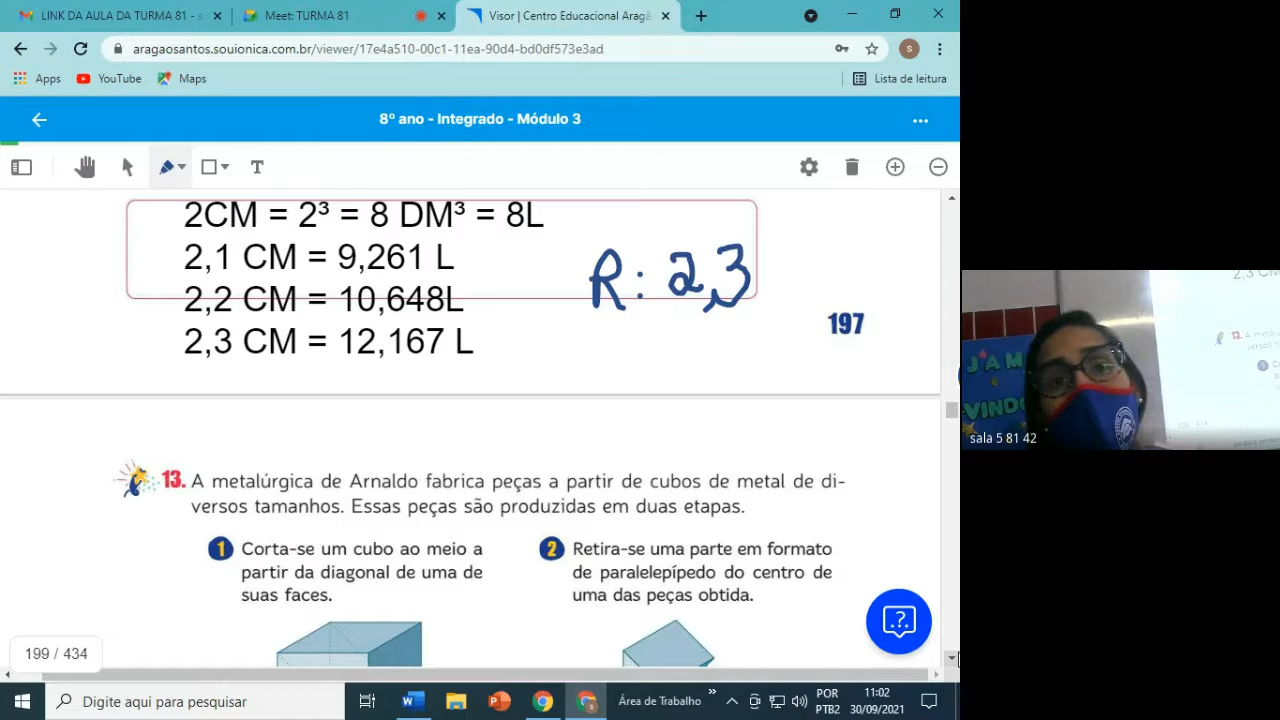 LINK DA AULA DA TURMA 81 - s
Meet: TURMA 81
Visor | Centro Educacional Aragã
aragaosantos.souionica.com.br/viewer/17e4a510-00c1-11ea-90d4-bd0df573e3ad
s
Apps
YouTube
Maps
Lista de leitura
8º ano - Integrado - Módulo 3
T
2CM = 2³ = 8 DM³ = 8L
2,1 CM = 9,261 L
2,2 CM = 10,648L
2,3 CM = 12,167 L
R: 2,3
197
13. A metalúrgica de Arnaldo fabrica peças a partir de cubos de metal de di-
versos tamanhos. Essas peças são produzidas em duas etapas.
1 Corta-se um cubo ao meio a
partir da diagonal de uma de
suas faces.
2 Retira-se uma parte em formato
de paralelepípedo do centro de
uma das peças obtida.
199 / 434
.?.
Digite aqui para pesquisar
Área de Trabalho
POR
PTB2
11:02
30/09/2021
J'A M
VINDO
sala 5 81 42